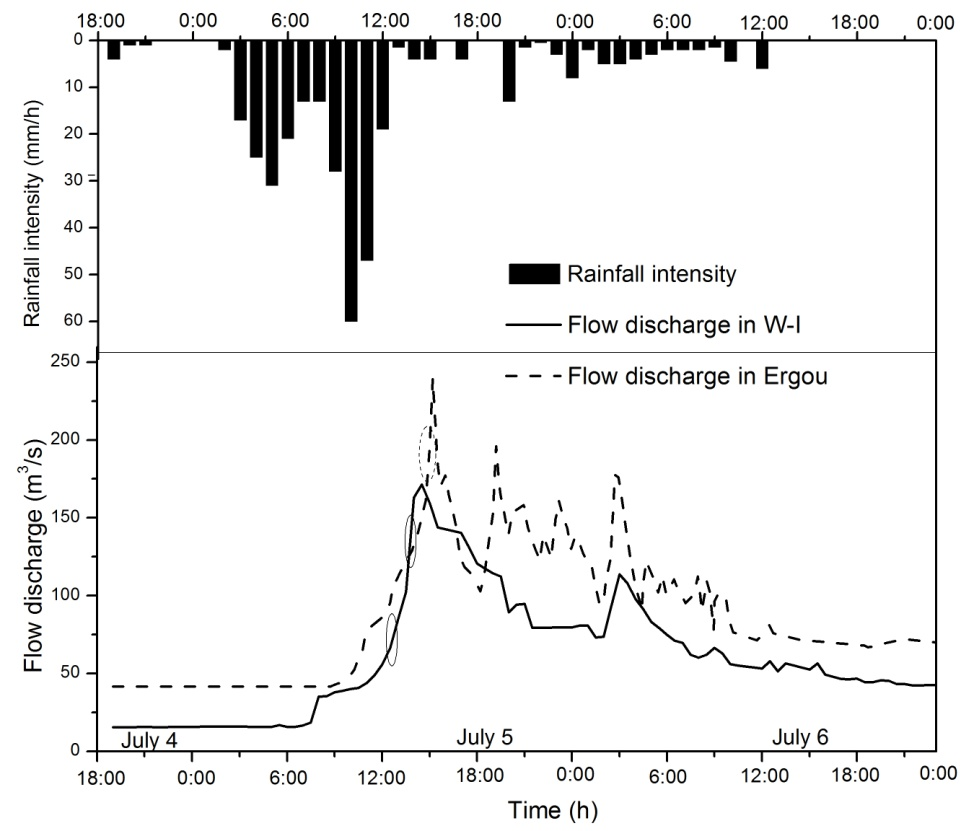 18:00 0:00 6:00 12:00 18:00 0:00 6:00 12:00 18:00 0:00
0
10
20
30
40
50
60
Rainfall intensity (mm/h)
Rainfall intensity
Flow discharge in W-I
Flow discharge in Ergou
250
200
150
100
50
0
Flow discharge (m³/s)
July 4 July 5 July 6
18:00 0:00 6:00 12:00 18:00 0:00 6:00 12:00 18:00 0:00
Time (h)